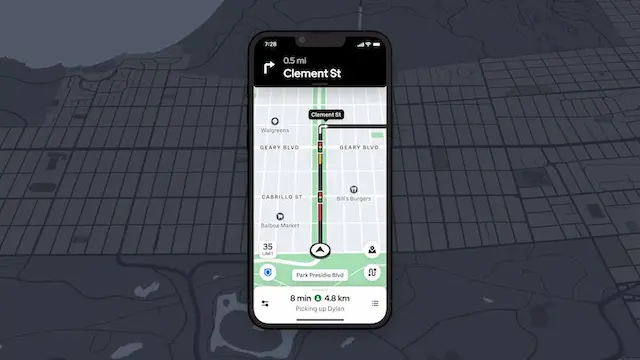 7:28
0.5 mi
Clement St
Clement St
Walgreens
GEARY BLVD
GEARY BLVD
CABRILLO ST
Bill's Burgers
Balboa Market
35
LIMIT
Park Presidio Blvd
8 min 4.8 km
Picking up Dylan